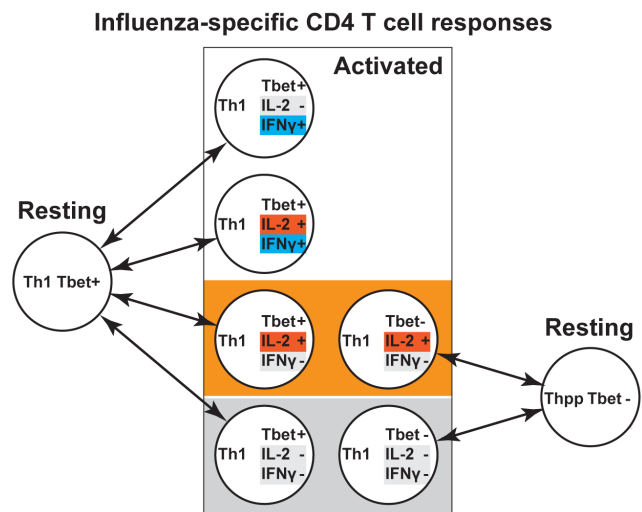 Influenza-specific CD4 T cell responses
Activated
Tbet+
Th1 IL-2 -
IFNγ+
Tbet+
Th1 IL-2 +
IFNγ+
Resting
Th1 Tbet+
Tbet+
Th1 IL-2 +
IFNγ -
Tbet-
Th1 IL-2 +
IFNγ -
Resting
Thpp Tbet -
Tbet+
Th1 IL-2 -
IFNγ -
Tbet -
Th1 IL-2 -
IFNγ -